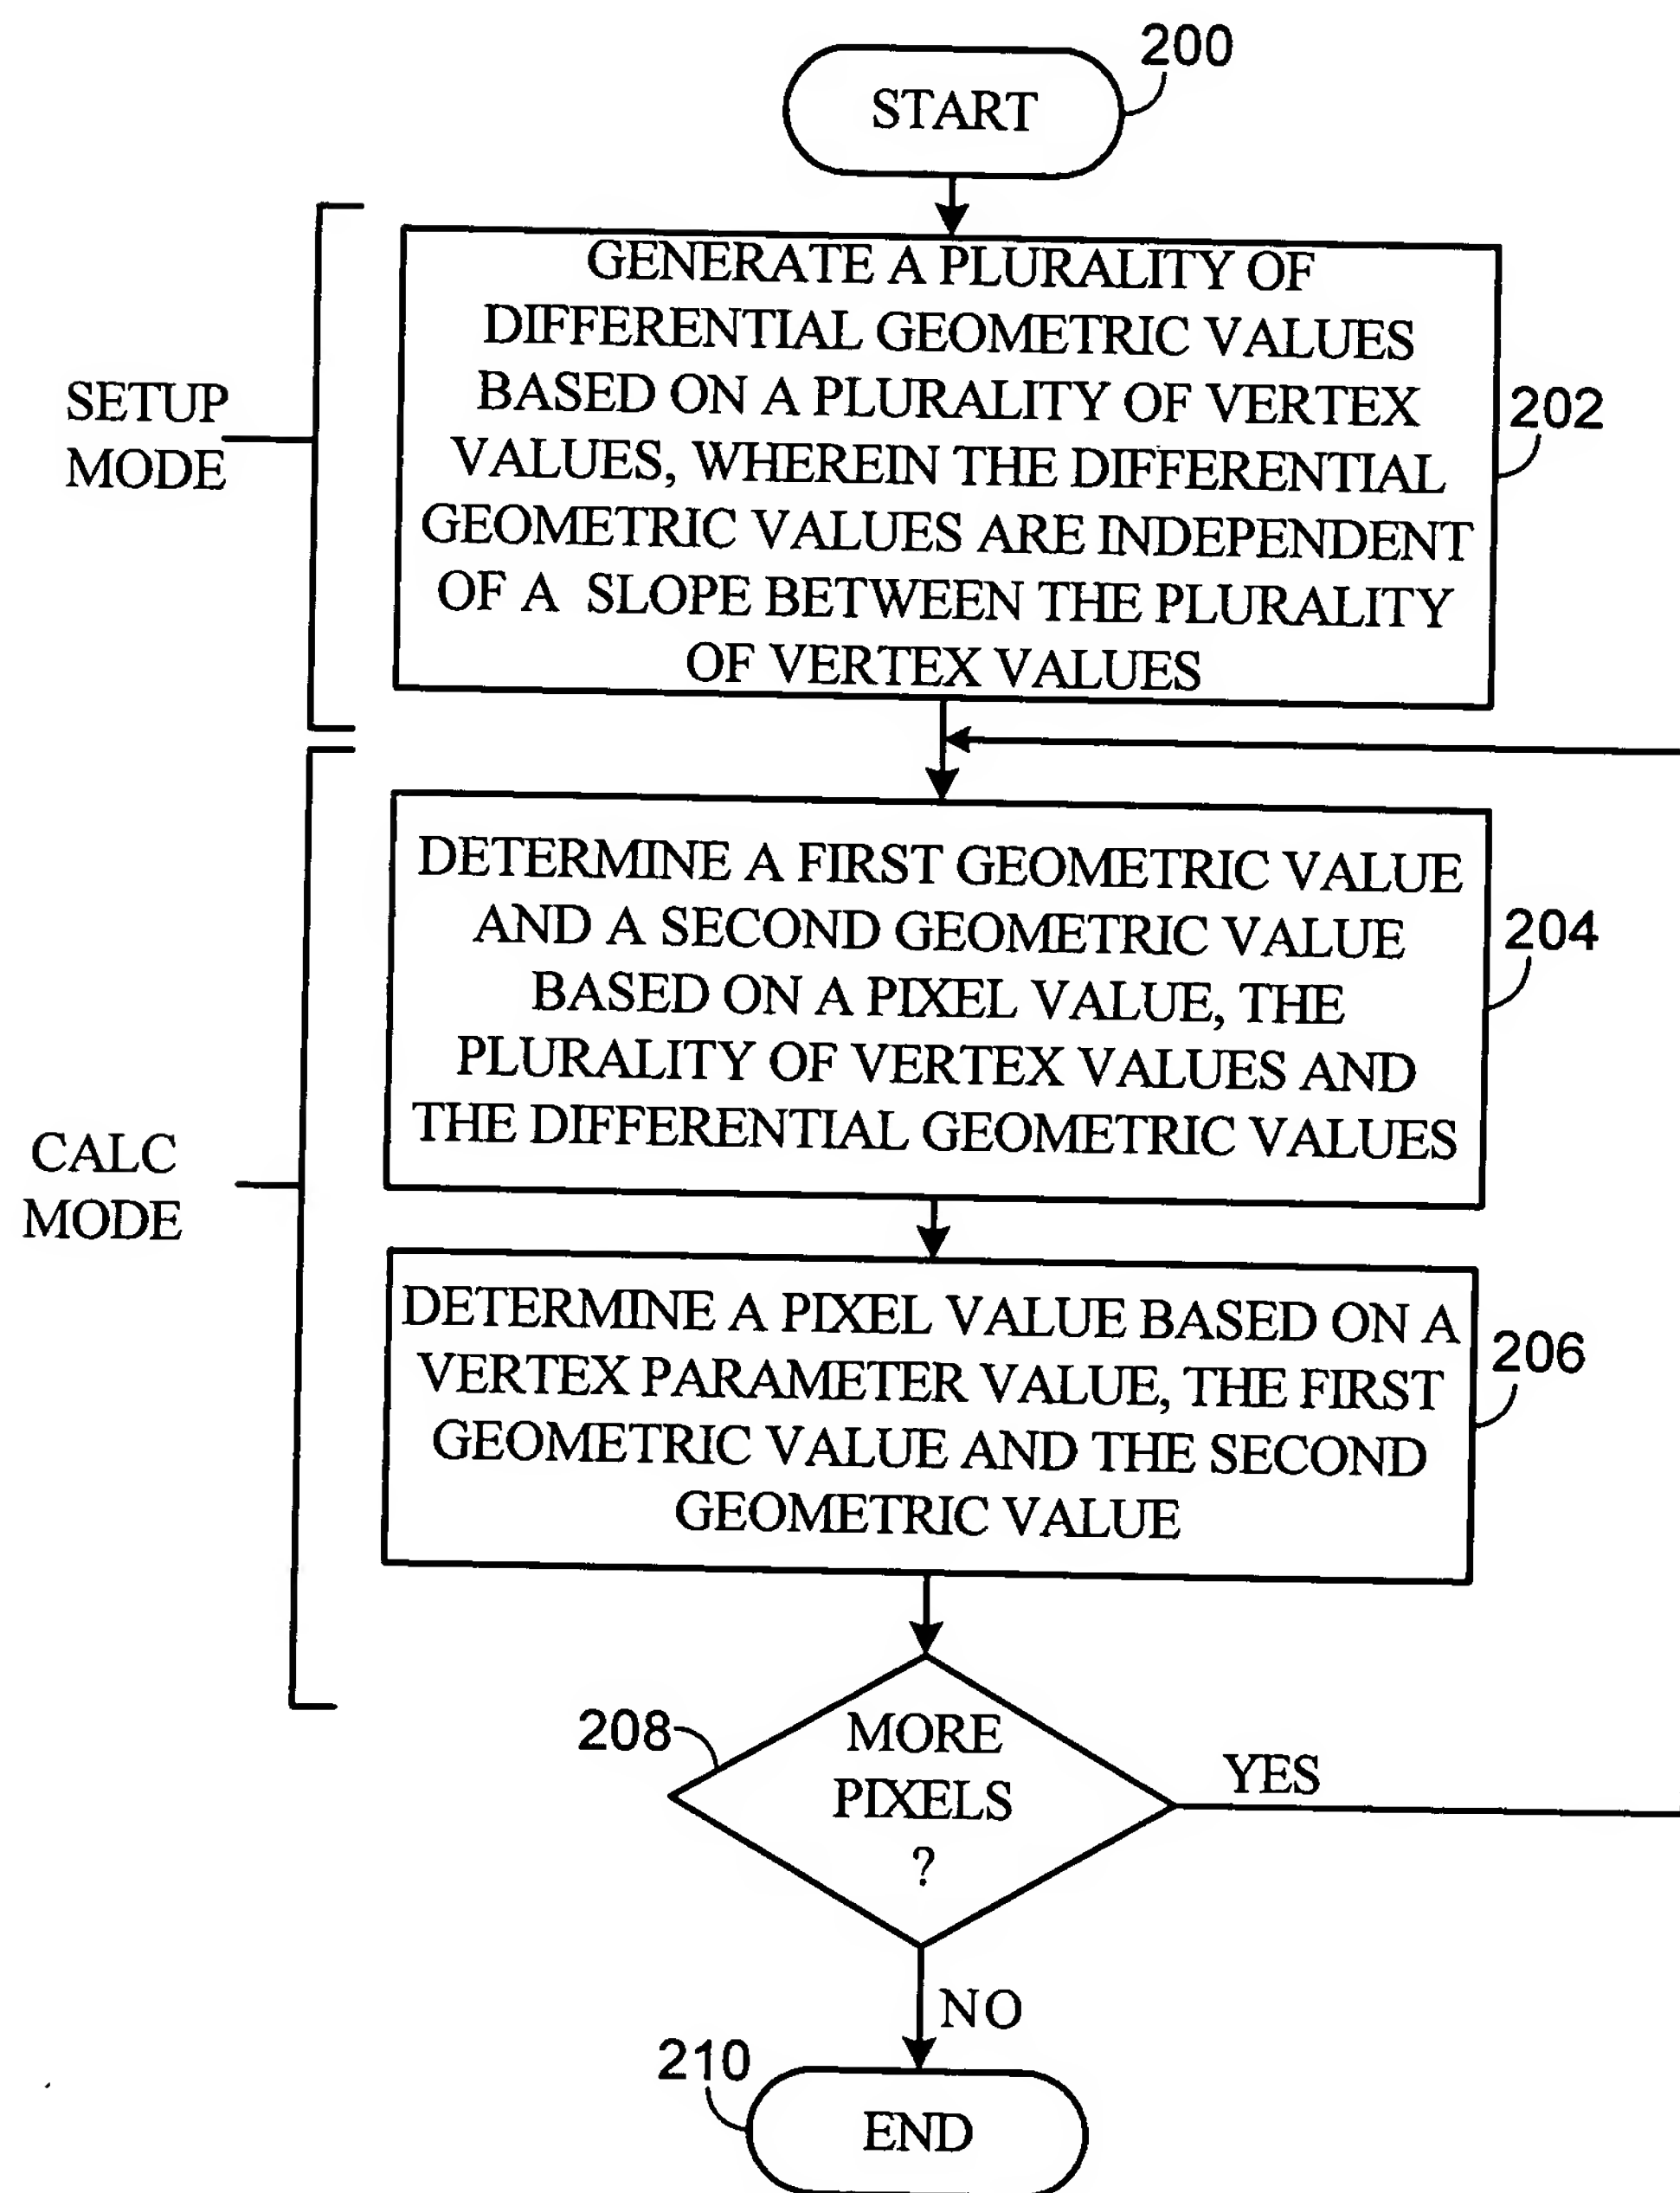 200
START
GENERATE A PLURALITY OF
DIFFERENTIAL GEOMETRIC VALUES
BASED ON A PLURALITY OF VERTEX
VALUES, WHEREIN THE DIFFERENTIAL
GEOMETRIC VALUES ARE INDEPENDENT
OF A SLOPE BETWEEN THE PLURALITY
OF VERTEX VALUES
SETUP
MODE
202
DETERMINE A FIRST GEOMETRIC VALUE
AND A SECOND GEOMETRIC VALUE
BASED ON A PIXEL VALUE, THE
PLURALITY OF VERTEX VALUES AND
THE DIFFERENTIAL GEOMETRIC VALUES
204
CALC
MODE
DETERMINE A PIXEL VALUE BASED ON A
VERTEX PARAMETER VALUE, THE FIRST
GEOMETRIC VALUE AND THE SECOND
GEOMETRIC VALUE
206
208
MORE
PIXELS
?
YES
NO
210
END